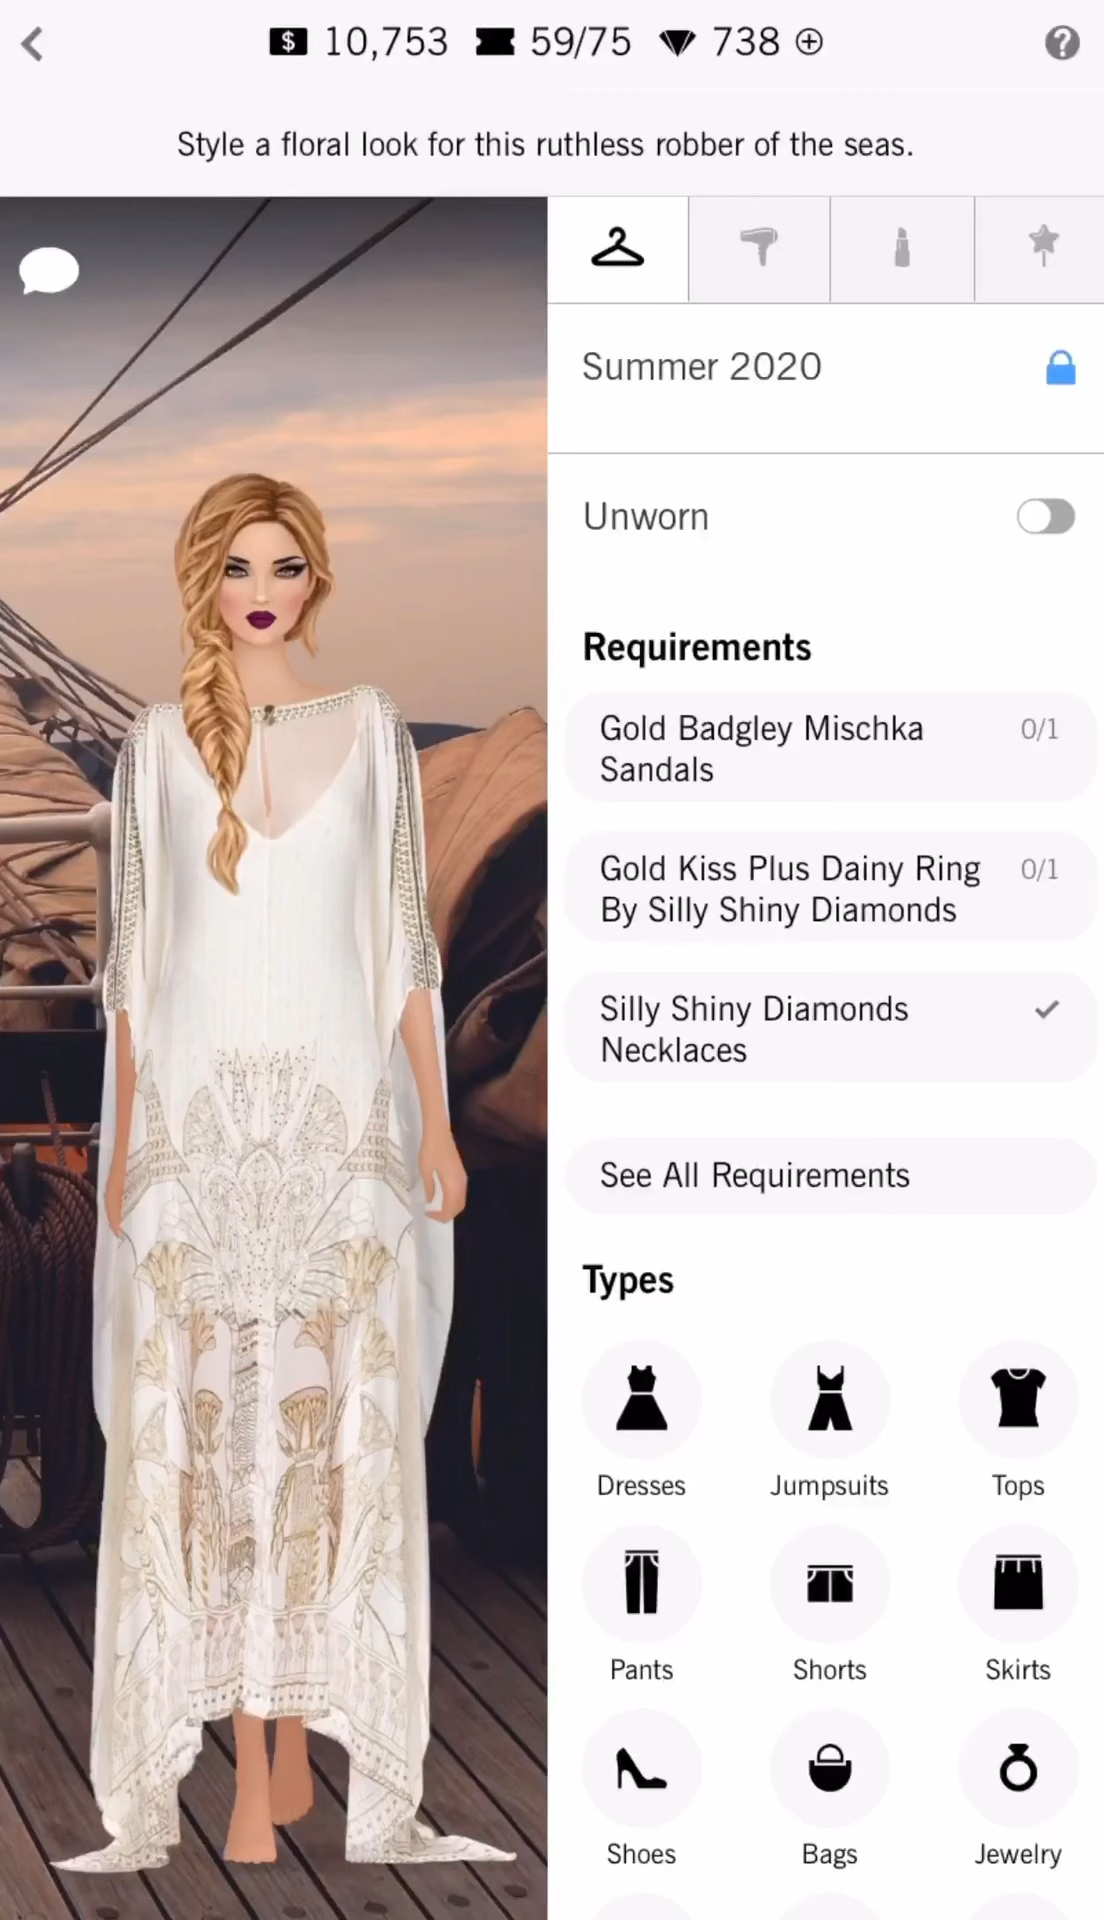 $ 10,753 59/75 738
?
Style a floral look for this ruthless robber of the seas.
Summer 2020
Unworn
Requirements
Gold Badgley Mischka 0/1
Sandals
Gold Kiss Plus Dainy Ring 0/1
By Silly Shiny Diamonds
Silly Shiny Diamonds
Necklaces
See All Requirements
Types
Dresses Jumpsuits Tops
Pants Shorts Skirts
Shoes Bags Jewelry